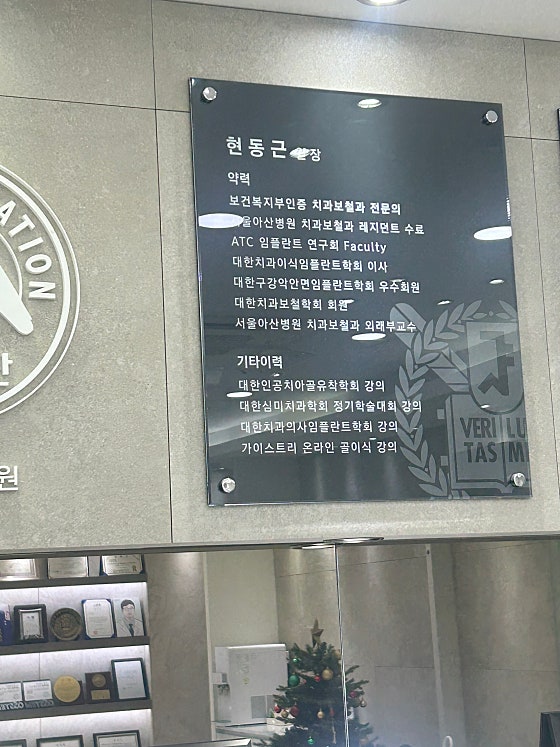 현동근 원장
약력
보건복지부인증 치과보철과 전문의
서울아산병원 치과보철과 레지던트 수료
ATC 임플란트 연구회 Faculty
대한치과이식임플란트학회 이사
대한구강악안면임플란트학회 우수회원
대한치과보철학회 회원
서울아산병원 치과보철과 외래부교수
기타이력
대한인공치아골유착학회 강의
대한심미치과학회 정기학술대회 강의
대한치과의사임플란트학회 강의
가이스트리 온라인 골이식 강의
VERI LU
TAS M
ATION
원